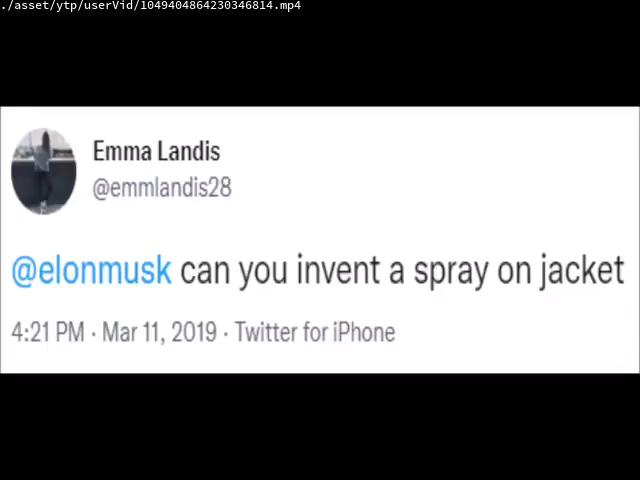 ./asset/ytp/userVid/1049404864230346814.mp4
Emma Landis
@emmlandis28
@elonmusk can you invent a spray on jacket
4:21 PM · Mar 11, 2019 · Twitter for iPhone